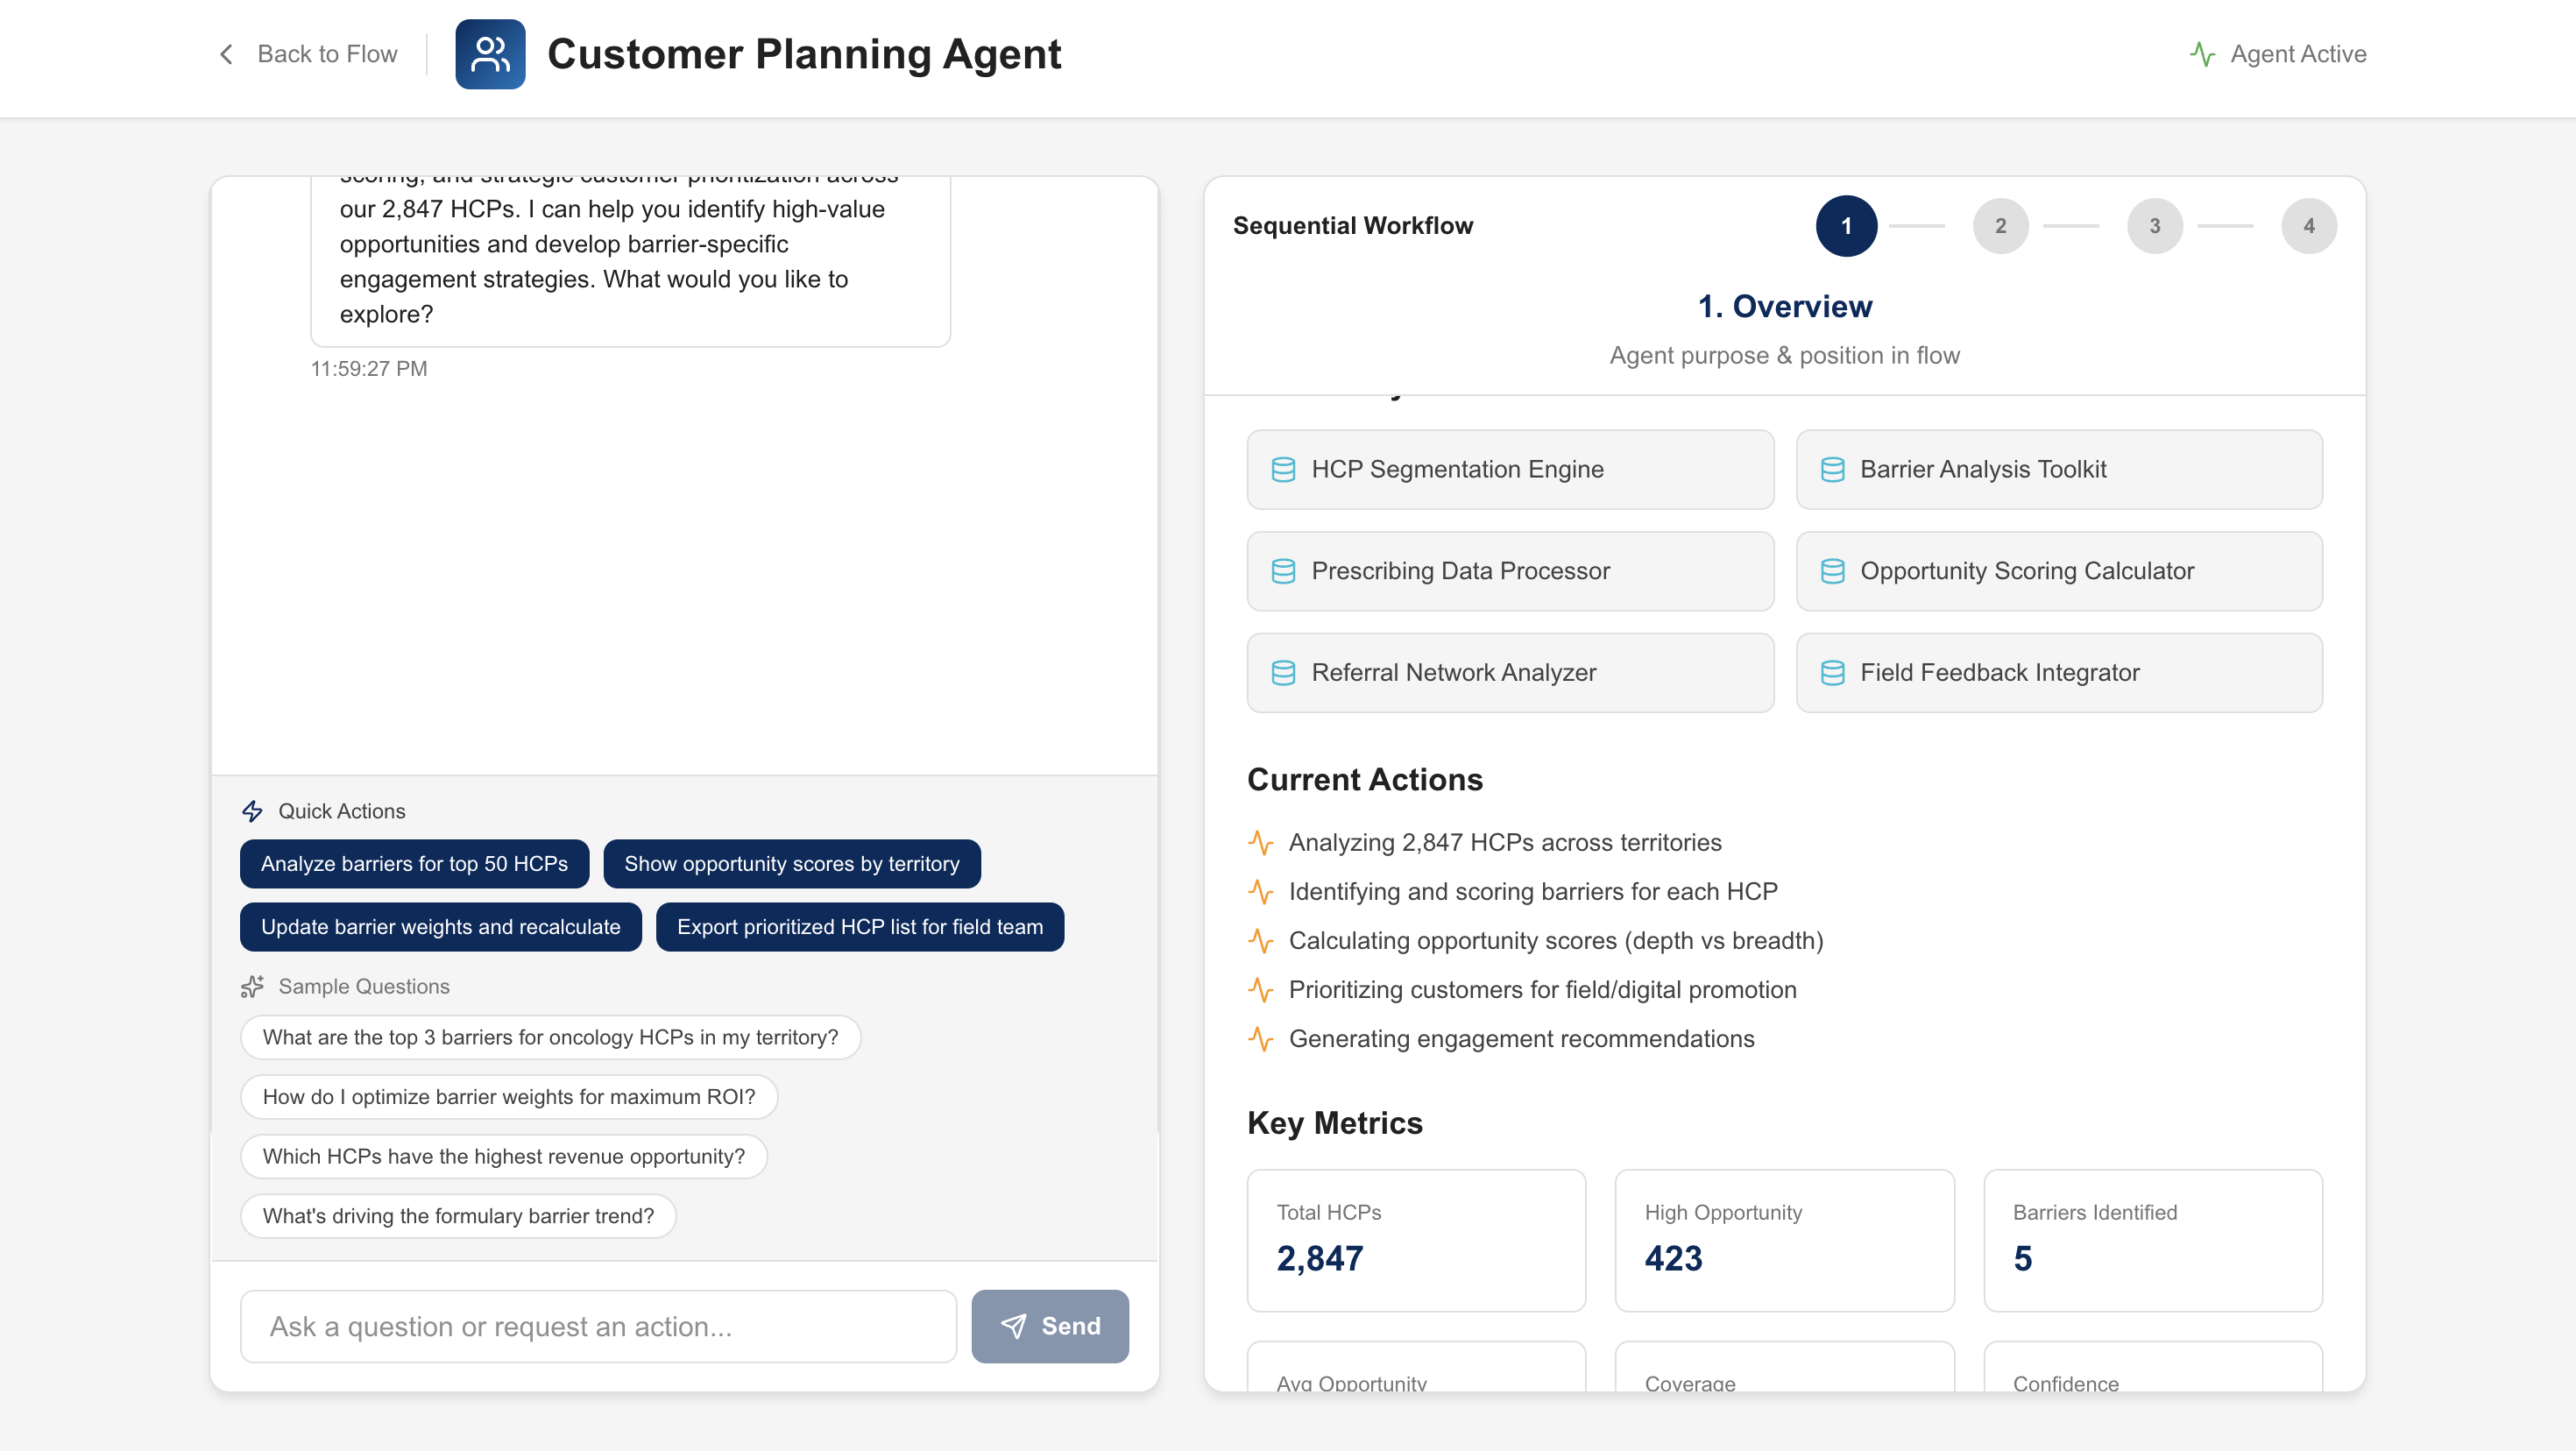 Back to Flow
Customer Planning Agent
Agent Active
scoring, and strategic customer prioritization across
our 2,847 HCPs. I can help you identify high-value
opportunities and develop barrier-specific
engagement strategies. What would you like to
explore?
11:59:27 PM
Quick Actions
Analyze barriers for top 50 HCPs
Show opportunity scores by territory
Update barrier weights and recalculate
Export prioritized HCP list for field team
Sample Questions
What are the top 3 barriers for oncology HCPs in my territory?
How do I optimize barrier weights for maximum ROI?
Which HCPs have the highest revenue opportunity?
What's driving the formulary barrier trend?
Ask a question or request an action...
Send
Sequential Workflow
1
2
3
4
1. Overview
Agent purpose & position in flow
HCP Segmentation Engine
Barrier Analysis Toolkit
Prescribing Data Processor
Opportunity Scoring Calculator
Referral Network Analyzer
Field Feedback Integrator
Current Actions
Analyzing 2,847 HCPs across territories
Identifying and scoring barriers for each HCP
Calculating opportunity scores (depth vs breadth)
Prioritizing customers for field/digital promotion
Generating engagement recommendations
Key Metrics
Total HCPs
2,847
High Opportunity
423
Barriers Identified
5
Avg Opportunity
Coverage
Confidence